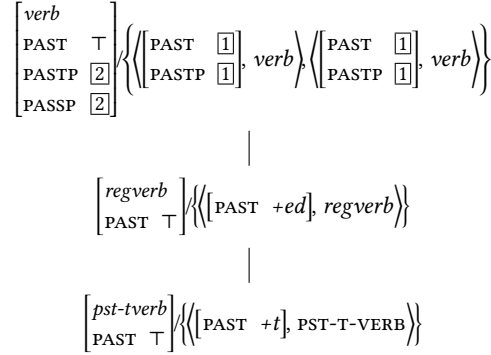 verb
PAST ⊤
PASTP 2
PASSP 2
/{⟨[PAST 1
PASTP 1], verb⟩,⟨[PAST 1
PASTP 1], verb⟩}
regverb
PAST ⊤
/{⟨[PAST +ed], regverb⟩}
pst-tverb
PAST ⊤
/{⟨[PAST +t], PST-T-VERB⟩}